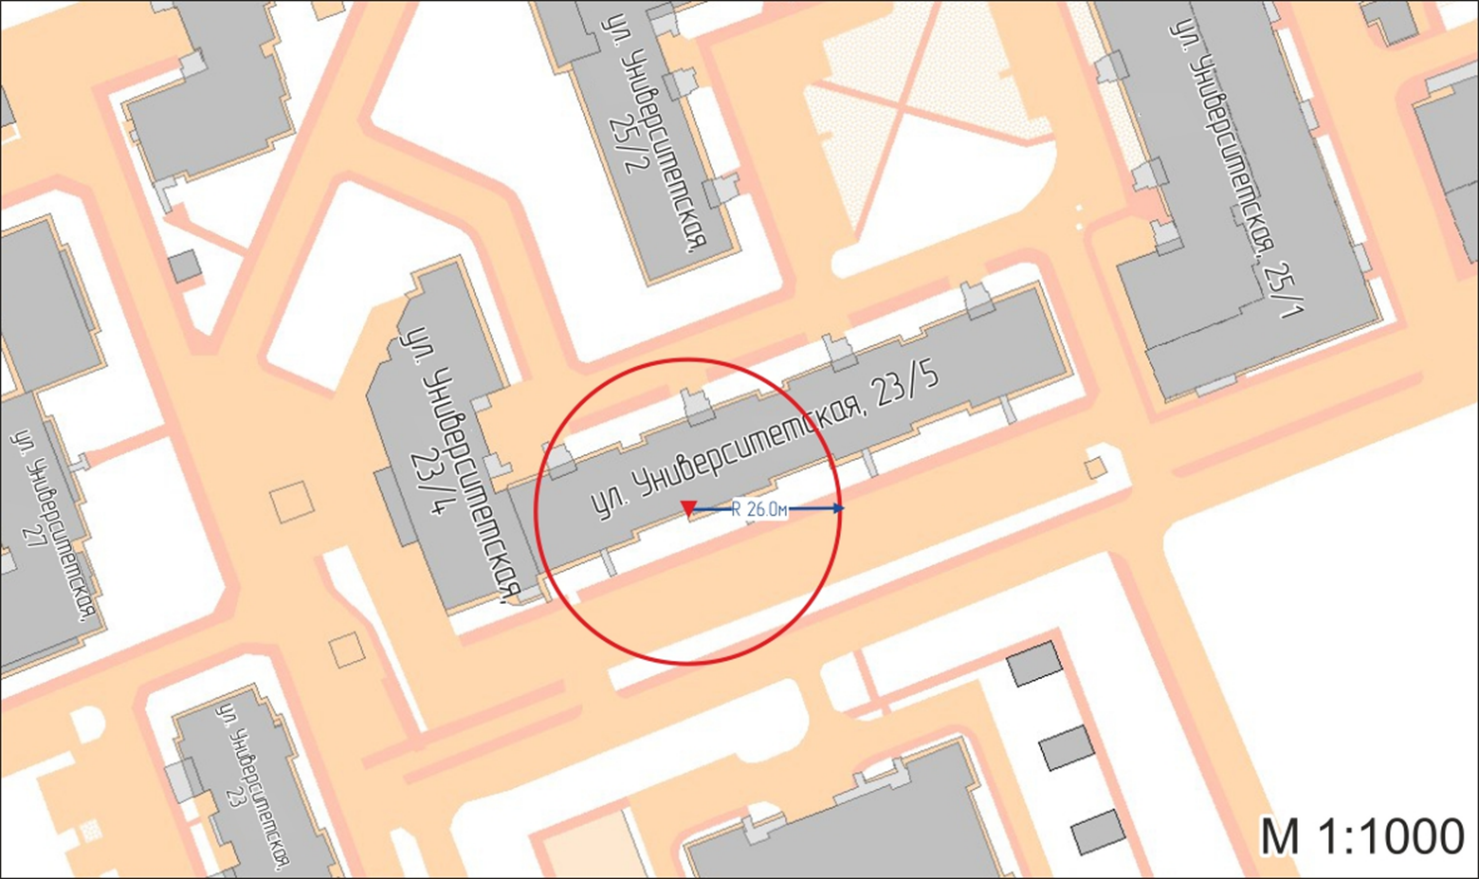 ул. Университетская,
25/2
ул. Университетская, 25/1
ул. Университетская,
23/4
ул. Университетская, 23/5
R 26.0м
ул. Университетская,
27
ул. Университетская,
23
М 1:1000